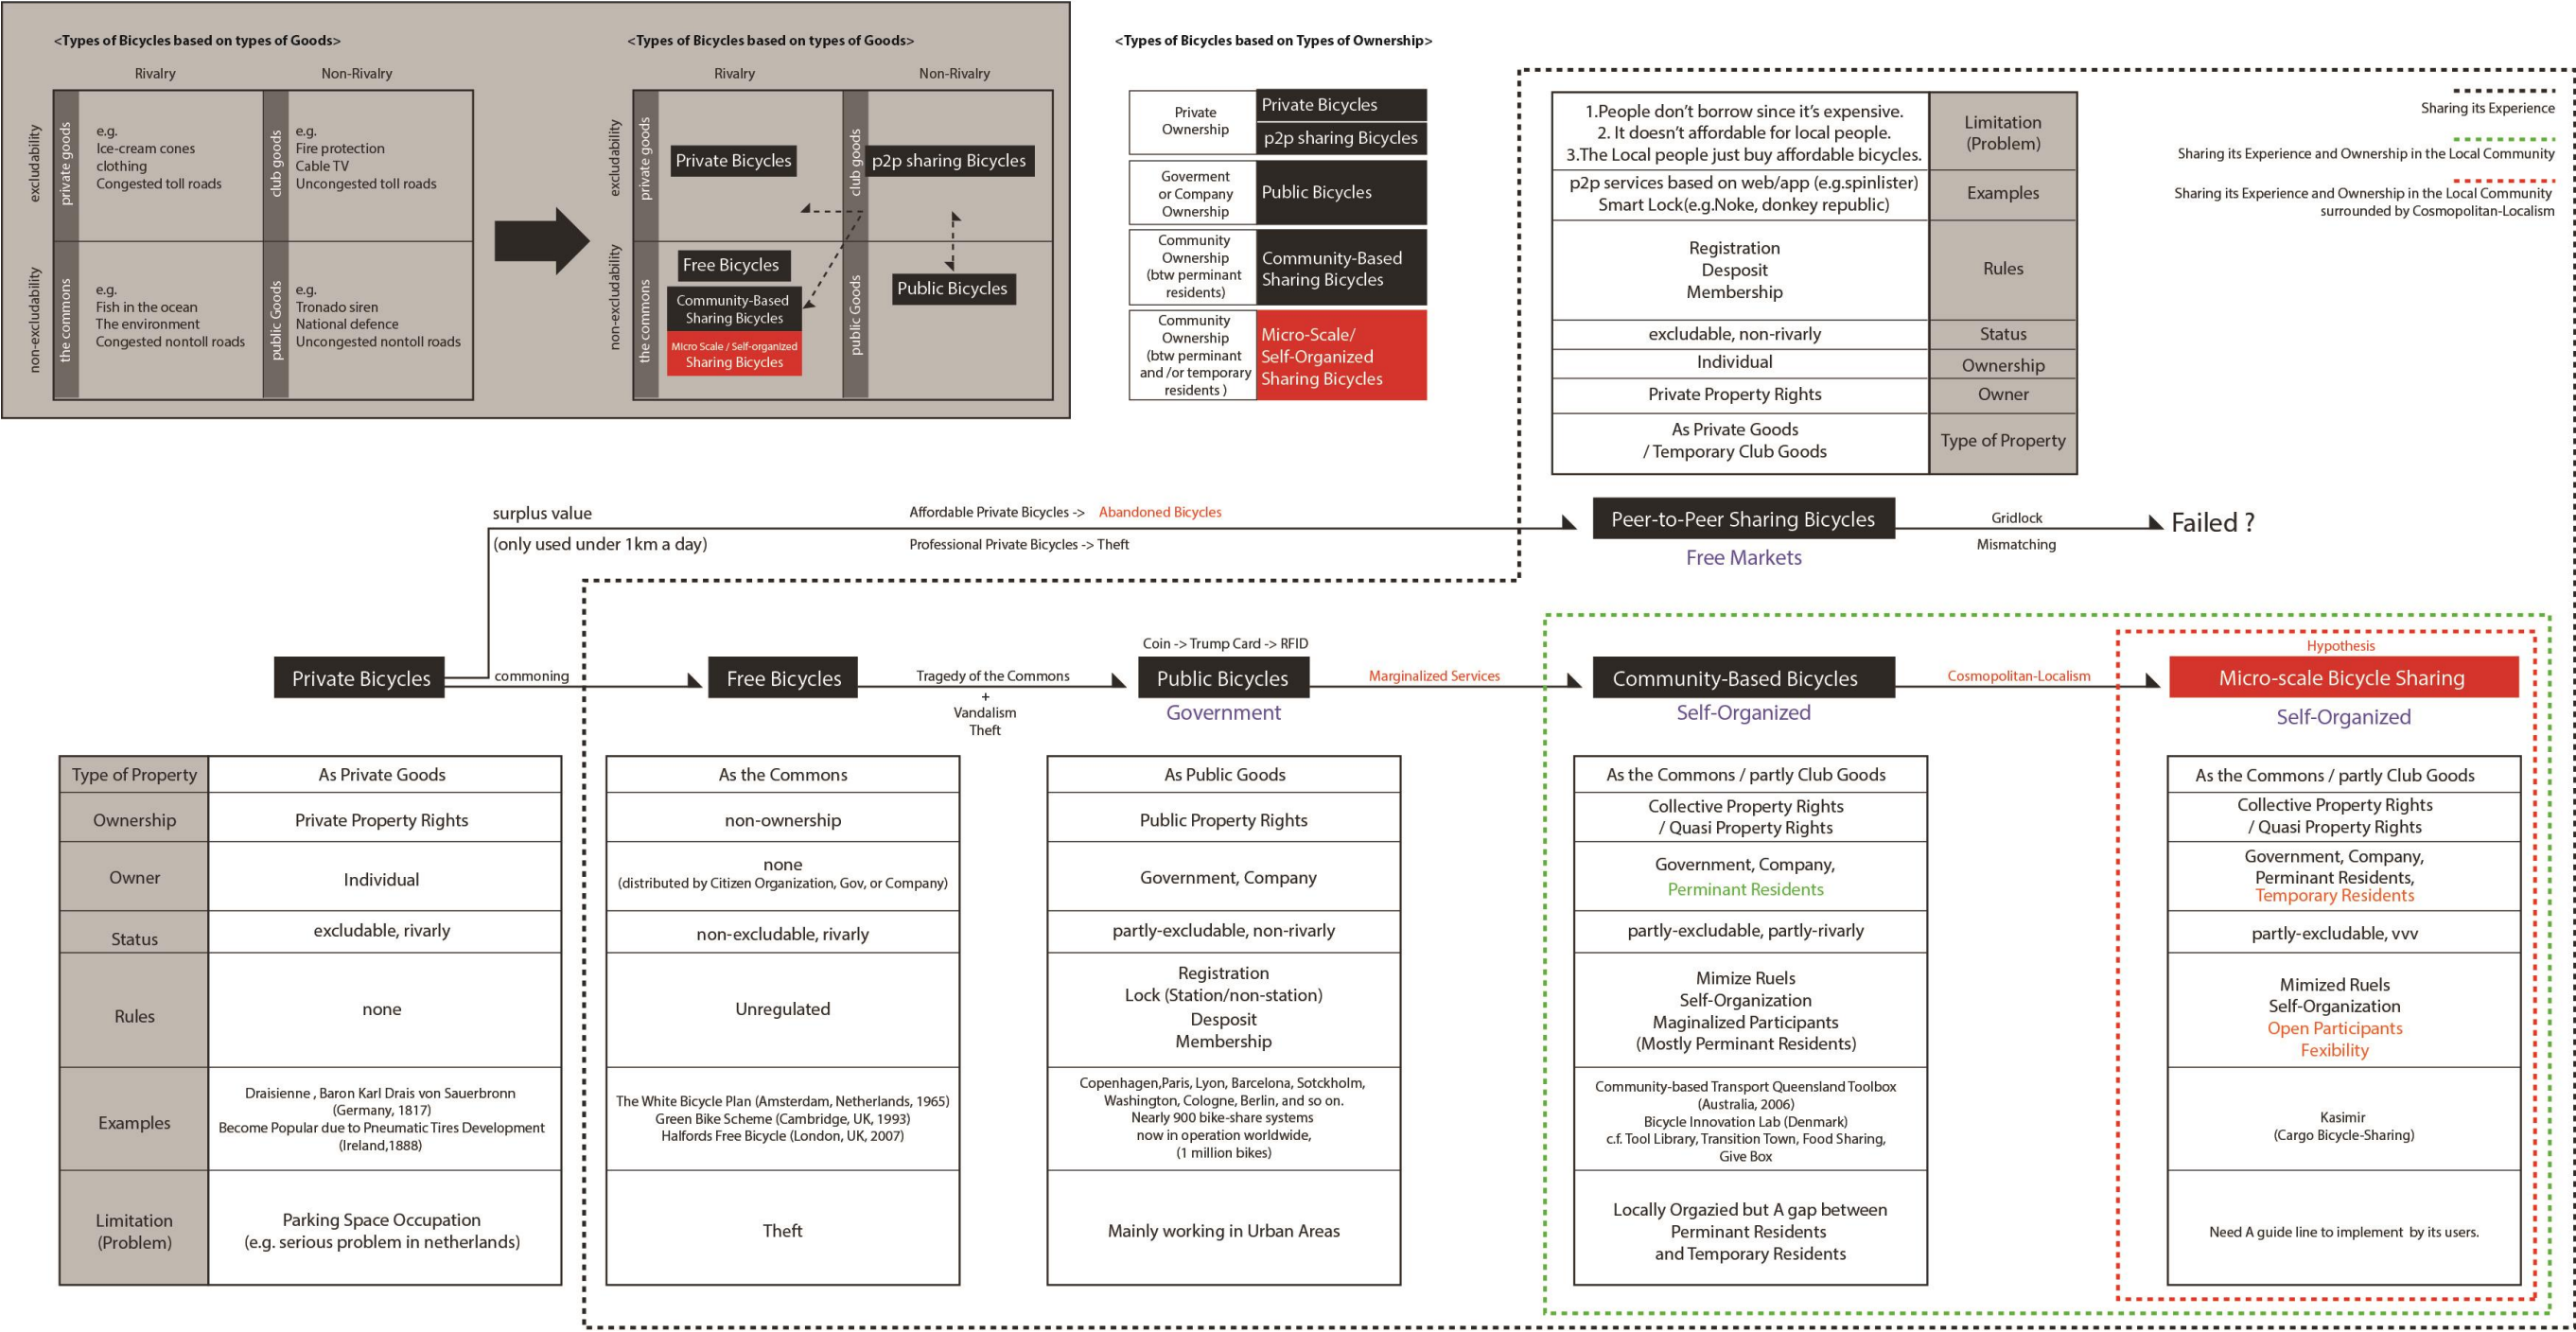 <Types of Bicycles based on types of Goods>
Rivalry
Non-Rivalry
excludability
non-excludability
private goods
e.g.
Ice-cream cones
clothing
Congested toll roads
club goods
e.g.
Fire protection
Cable TV
Uncongested toll roads
the commons
e.g.
Fish in the ocean
The environment
Congested nontoll roads
public Goods
e.g.
Tronado siren
National defence
Uncongested nontoll roads
<Types of Bicycles based on types of Goods>
Rivalry
Non-Rivalry
excludability
non-excludability
private goods
Private Bicycles
club goods
p2p sharing Bicycles
the commons
Free Bicycles
Community-Based
Sharing Bicycles
Micro Scale / Self-organized
Sharing Bicycles
public Goods
Public Bicycles
<Types of Bicycles based on Types of Ownership>
Private
Ownership
Private Bicycles
p2p sharing Bicycles
Goverment
or Company
Ownership
Public Bicycles
Community
Ownership
(btw perminant
residents)
Community-Based
Sharing Bicycles
Community
Ownership
(btw perminant
and /or temporary
residents )
Micro-Scale/
Self-Organized
Sharing Bicycles
1.People don't borrow since it's expensive.
2. It doesn't affordable for local people.
3.The Local people just buy affordable bicycles.
Limitation
(Problem)
p2p services based on web/app (e.g.spinlister)
Smart Lock(e.g.Noke, donkey republic)
Examples
Registration
Desposit
Membership
Rules
excludable, non-rivarly
Status
Individual
Ownership
Private Property Rights
Owner
As Private Goods
/ Temporary Club Goods
Type of Property
Sharing its Experience
Sharing its Experience and Ownership in the Local Community
Sharing its Experience and Ownership in the Local Community
surrounded by Cosmopolitan-Localism
surplus value
(only used under 1km a day)
Affordable Private Bicycles -> Abandoned Bicycles
Professional Private Bicycles -> Theft
Peer-to-Peer Sharing Bicycles
Free Markets
Gridlock
Mismatching
Failed ?
Private Bicycles
commoning
Free Bicycles
Tragedy of the Commons
+
Vandalism
Theft
Coin -> Trump Card -> RFID
Public Bicycles
Government
Marginalized Services
Community-Based Bicycles
Self-Organized
Cosmopolitan-Localism
Hypothesis
Micro-scale Bicycle Sharing
Self-Organized
Type of Property
As Private Goods
Ownership
Private Property Rights
Owner
Individual
Status
excludable, rivarly
Rules
none
Examples
Draisienne , Baron Karl Drais von Sauerbronn
(Germany, 1817)
Become Popular due to Pneumatic Tires Development
(Ireland,1888)
Limitation
(Problem)
Parking Space Occupation
(e.g. serious problem in netherlands)
As the Commons
non-ownership
none
(distributed by Citizen Organization, Gov, or Company)
non-excludable, rivarly
Unregulated
The White Bicycle Plan (Amsterdam, Netherlands, 1965)
Green Bike Scheme (Cambridge, UK, 1993)
Halfords Free Bicycle (London, UK, 2007)
Theft
As Public Goods
Public Property Rights
Government, Company
partly-excludable, non-rivarly
Registration
Lock (Station/non-station)
Desposit
Membership
Copenhagen,Paris, Lyon, Barcelona, Sotckholm,
Washington, Cologne, Berlin, and so on.
Nearly 900 bike-share systems
now in operation worldwide,
(1 million bikes)
Mainly working in Urban Areas
As the Commons / partly Club Goods
Collective Property Rights
/ Quasi Property Rights
Government, Company,
Perminant Residents
partly-excludable, partly-rivarly
Mimize Ruels
Self-Organization
Maginalized Participants
(Mostly Perminant Residents)
Community-based Transport Queensland Toolbox
(Australia, 2006)
Bicycle Innovation Lab (Denmark)
c.f. Tool Library, Transition Town, Food Sharing,
Give Box
Locally Orgazied but A gap between
Perminant Residents
and Temporary Residents
As the Commons / partly Club Goods
Collective Property Rights
/ Quasi Property Rights
Government, Company,
Perminant Residents,
Temporary Residents
partly-excludable, vvv
Mimized Ruels
Self-Organization
Open Participants
Fexibility
Kasimir
(Cargo Bicycle-Sharing)
Need A guide line to implement by its users.